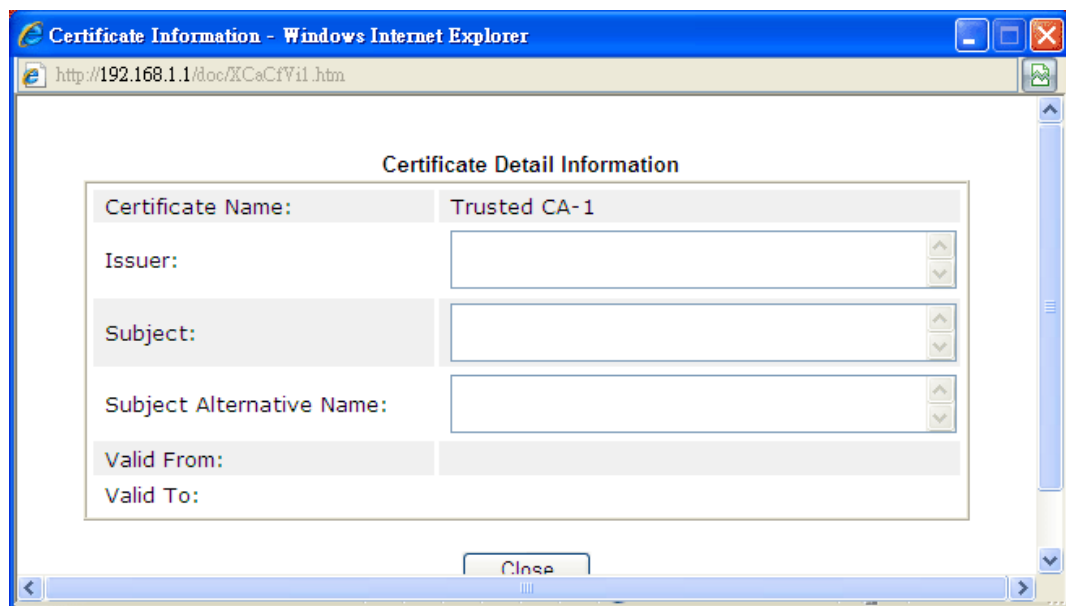 Certificate Information - Windows Internet Explorer
http://192.168.1.1/doc/XCaCfVi1.htm
Certificate Detail Information
Certificate Name: Trusted CA-1
Issuer:
Subject:
Subject Alternative Name:
Valid From:
Valid To:
Close